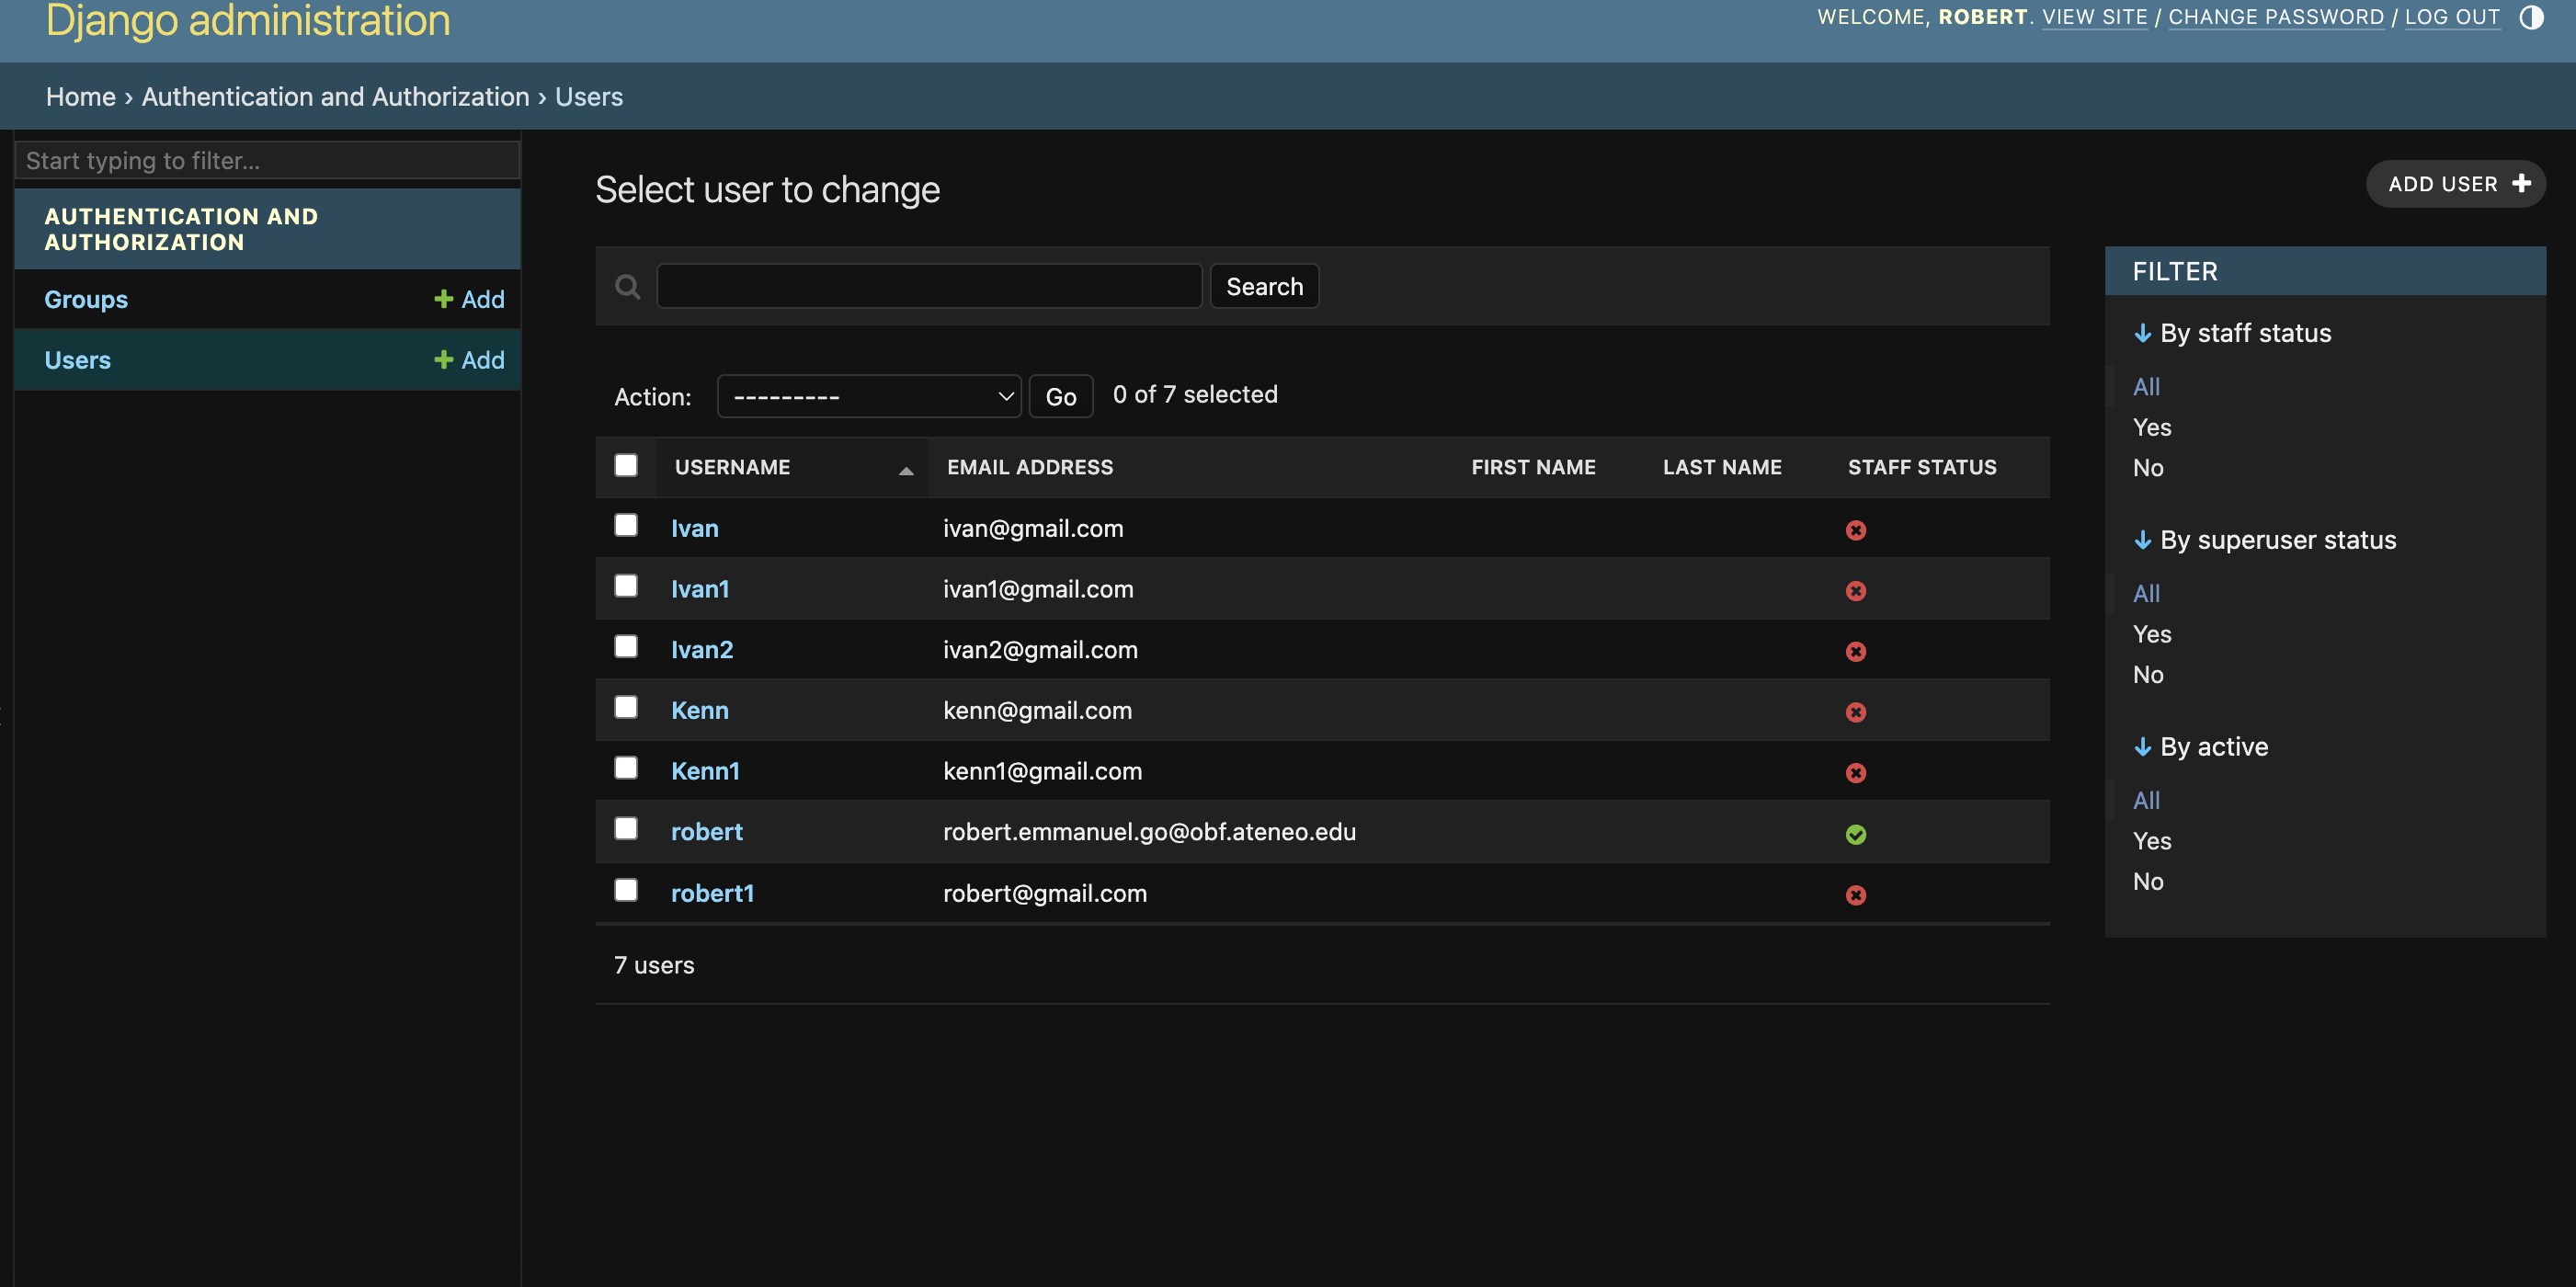 Django administration
WELCOME, ROBERT. VIEW SITE / CHANGE PASSWORD / LOG OUT
Home › Authentication and Authorization › Users
Start typing to filter...
AUTHENTICATION AND
AUTHORIZATION
Groups + Add
Users + Add
Select user to change
ADD USER +
Search
Action: --------- Go 0 of 7 selected
USERNAME EMAIL ADDRESS FIRST NAME LAST NAME STAFF STATUS
Ivan ivan@gmail.com
Ivan1 ivan1@gmail.com
Ivan2 ivan2@gmail.com
Kenn kenn@gmail.com
Kenn1 kenn1@gmail.com
robert robert.emmanuel.go@obf.ateneo.edu
robert1 robert@gmail.com
7 users
FILTER
↓ By staff status
All
Yes
No
↓ By superuser status
All
Yes
No
↓ By active
All
Yes
No